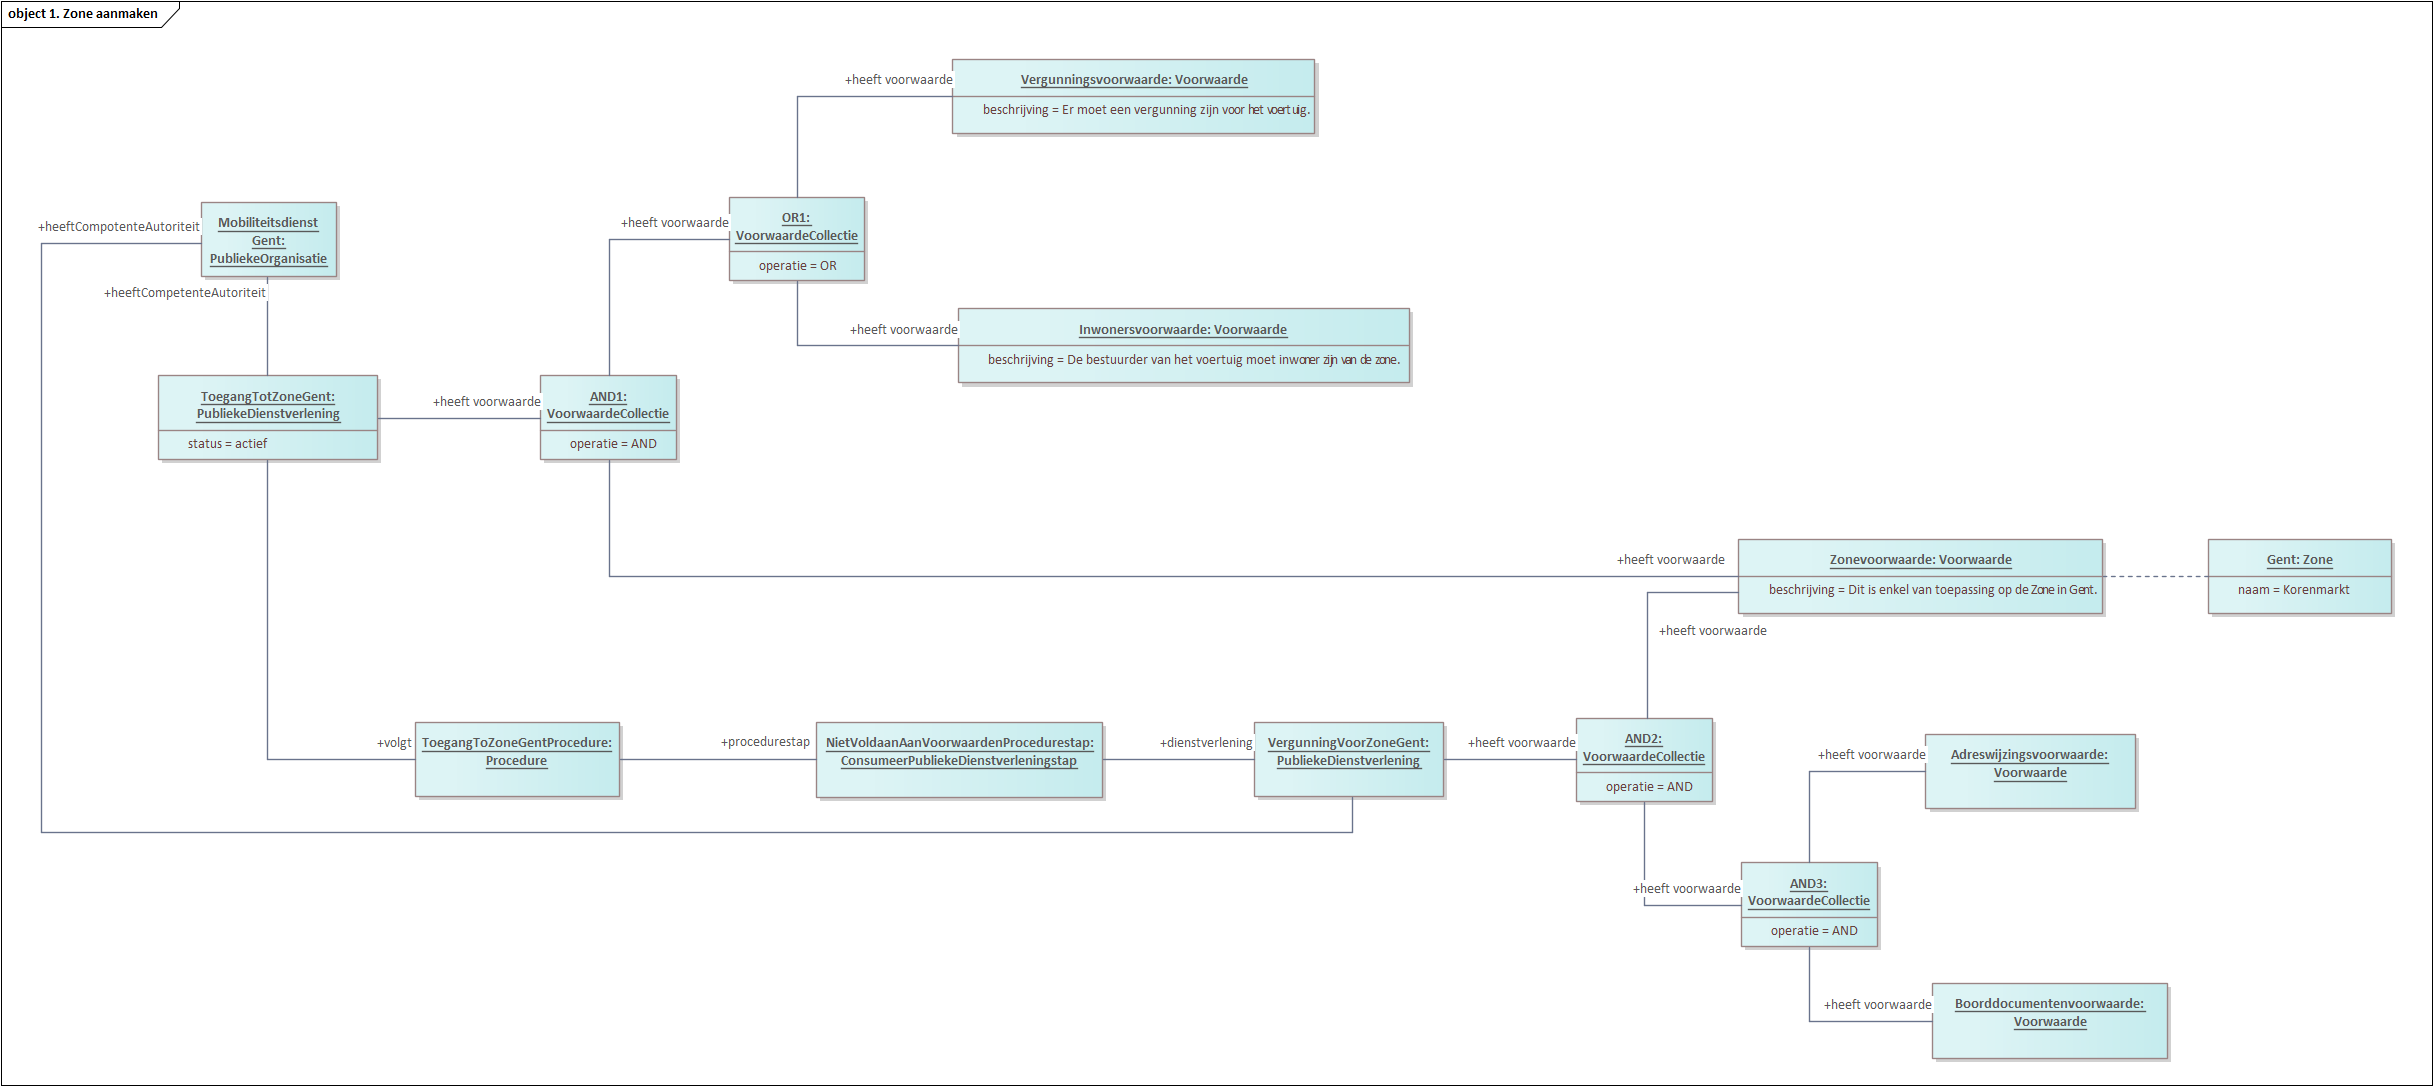 object 1. Zone aanmaken
+heeft voorwaarde
Vergunningsvoorwaarde: Voorwaarde
beschrijving = Er moet een vergunning zijn voor het voertuig.
+heeftCompotenteAutoriteit
Mobiliteitsdienst
Gent:
PubliekeOrganisatie
+heeft voorwaarde
OR1:
VoorwaardeCollectie
operatie = OR
+heeftCompetenteAutoriteit
+heeft voorwaarde
Inwonersvoorwaarde: Voorwaarde
beschrijving = De bestuurder van het voertuig moet inwoner zijn van de zone.
ToegangTotZoneGent:
PubliekeDienstverlening
status = actief
+heeft voorwaarde
AND1:
VoorwaardeCollectie
operatie = AND
+heeft voorwaarde
Zonevoorwaarde: Voorwaarde
beschrijving = Dit is enkel van toepassing op de Zone in Gent.
Gent: Zone
naam = Korenmarkt
+heeft voorwaarde
+volgt
ToegangToZoneGentProcedure:
Procedure
+procedurestap
NietVoldaanAanVoorwaardenProcedurestap:
ConsumeerPubliekeDienstverleningstap
+dienstverlening
VergunningVoorZoneGent:
PubliekeDienstverlening
+heeft voorwaarde
AND2:
VoorwaardeCollectie
operatie = AND
+heeft voorwaarde
Adreswijzingsvoorwaarde:
Voorwaarde
+heeft voorwaarde
AND3:
VoorwaardeCollectie
operatie = AND
+heeft voorwaarde
Boorddocumentenvoorwaarde:
Voorwaarde